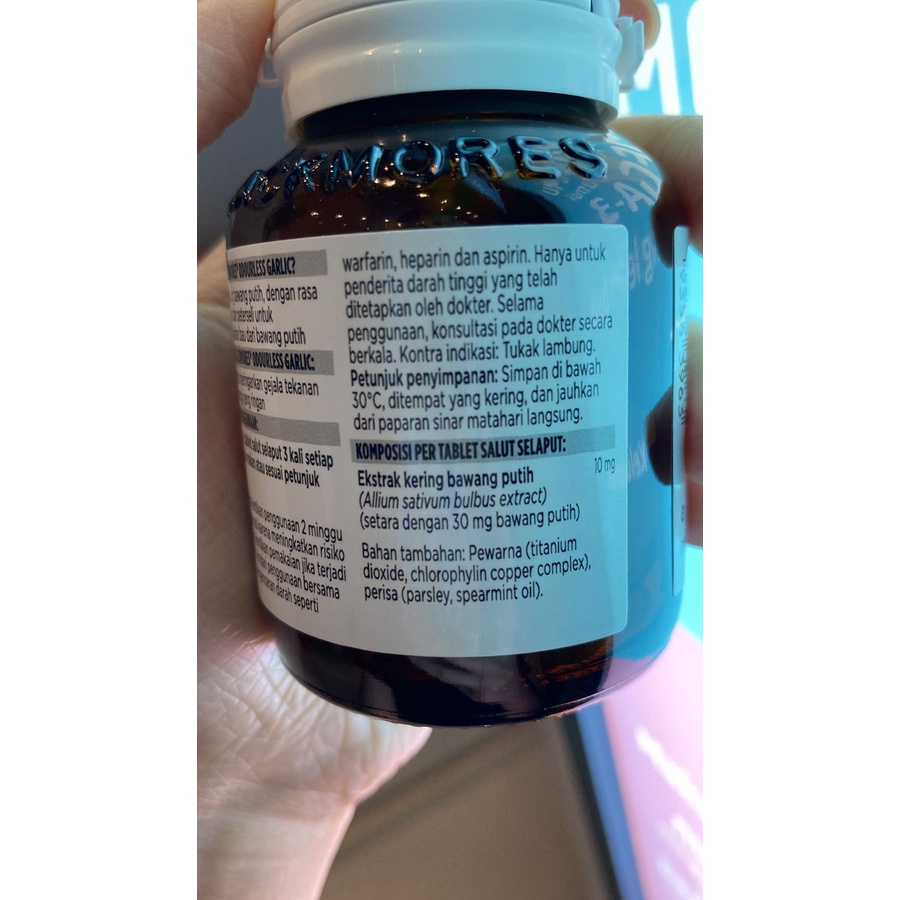 CKMORES
ODOURLESS GARLIC?
bawang putih, dengan rasa
untuk
bau dari bawang putih
ODOURLESS GARLIC:
gejala tekanan
ringan
salut selaput 3 kali setiap
atau sesuai petunjuk
penggunaan 2 minggu
karena meningkatkan risiko
pemakaian jika terjadi
penggunaan bersama
darah seperti
warfarin, heparin dan aspirin. Hanya untuk
penderita darah tinggi yang telah
ditetapkan oleh dokter. Selama
penggunaan, konsultasi pada dokter secara
berkala. Kontra indikasi: Tukak lambung.
Petunjuk penyimpanan: Simpan di bawah
30°C, ditempat yang kering, dan jauhkan
dari paparan sinar matahari langsung.
KOMPOSISI PER TABLET SALUT SELAPUT:
Ekstrak kering bawang putih 10 mg
(Allium sativum bulbus extract)
(setara dengan 30 mg bawang putih)
Bahan tambahan: Pewarna (titanium
dioxide, chlorophylin copper complex),
perisa (parsley, spearmint oil).